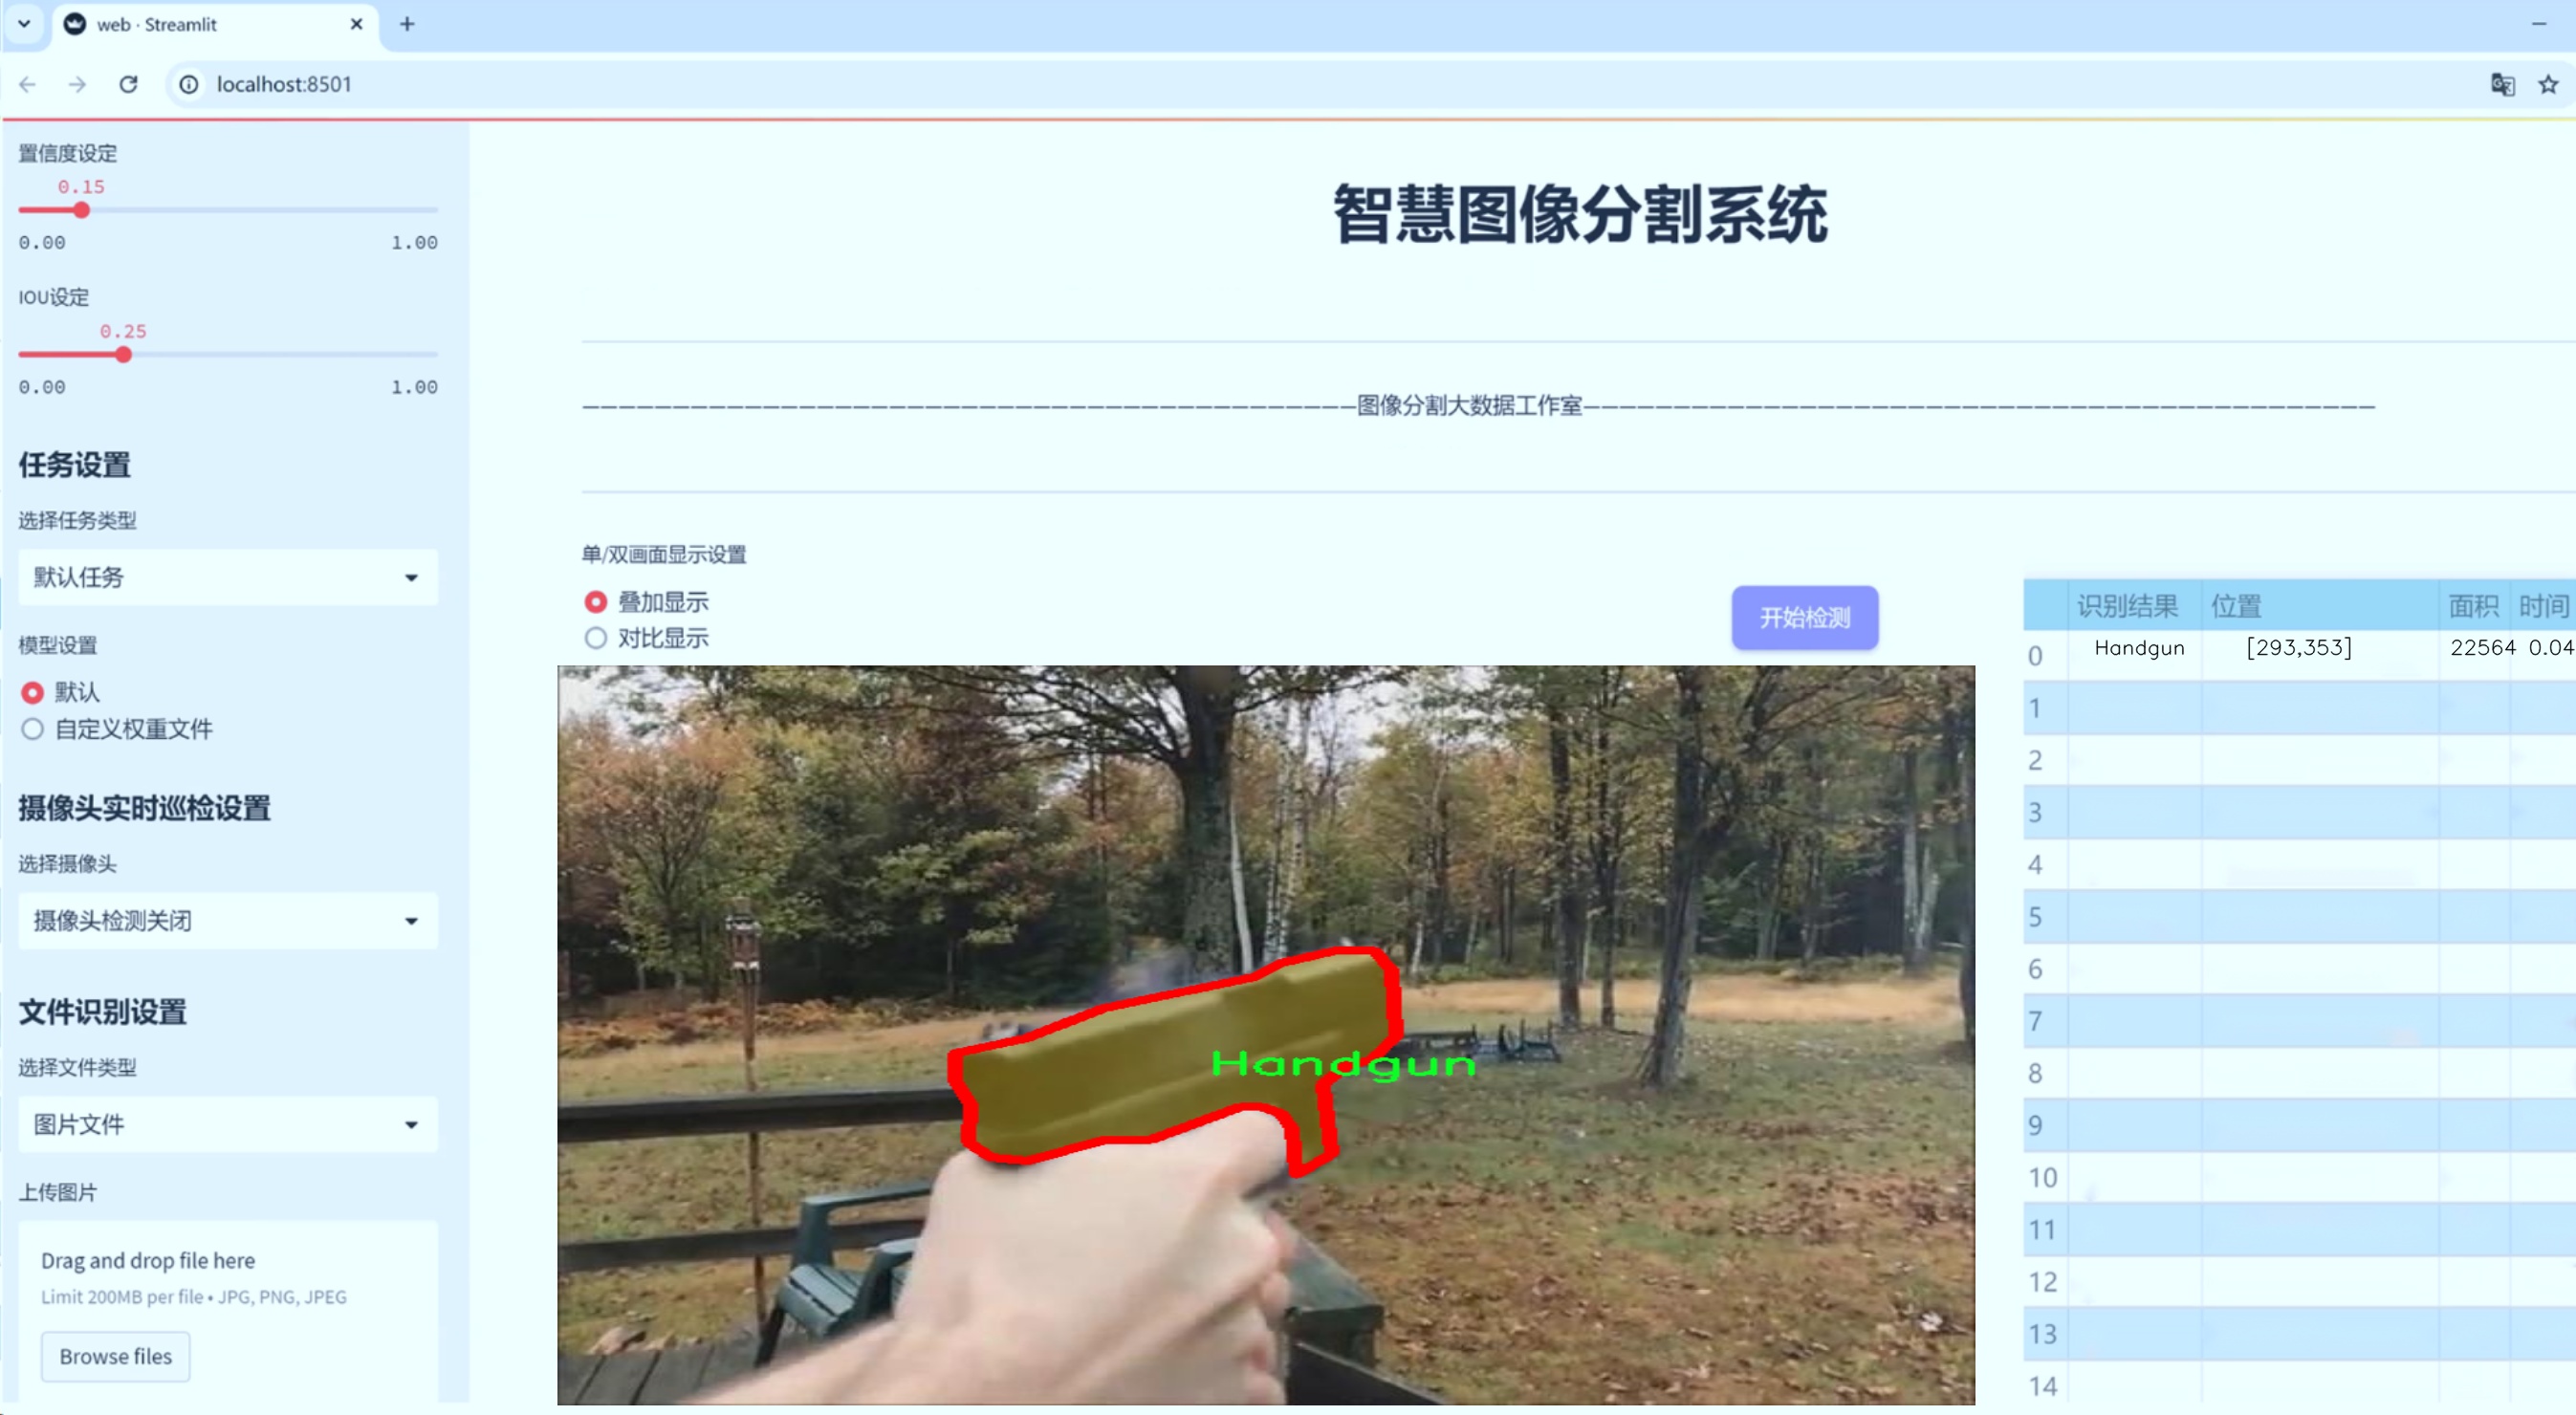 web · Streamlit
localhost:8501
置信度设定
0.15
0.00 1.00
IOU设定
0.25
0.00 1.00
任务设置
选择任务类型
默认任务
模型设置
默认
自定义权重文件
摄像头实时巡检设置
选择摄像头
摄像头检测关闭
文件识别设置
选择文件类型
图片文件
上传图片
Drag and drop file here
Limit 200MB per file • JPG, PNG, JPEG
Browse files
智慧图像分割系统
———————————————————————————————————————————图像分割大数据工作室————————————————————————————————————————————
单/双画面显示设置
叠加显示
对比显示
开始检测
Handgun
识别结果 位置 面积 时间
0 Handgun [293,353] 22564 0.04
1
2
3
4
5
6
7
8
9
10
11
12
13
14